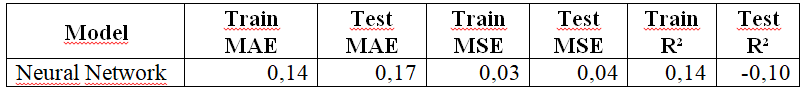 Model Train MAE Test MAE Train MSE Test MSE Train R² Test R²
Neural Network 0,14 0,17 0,03 0,04 0,14 -0,10